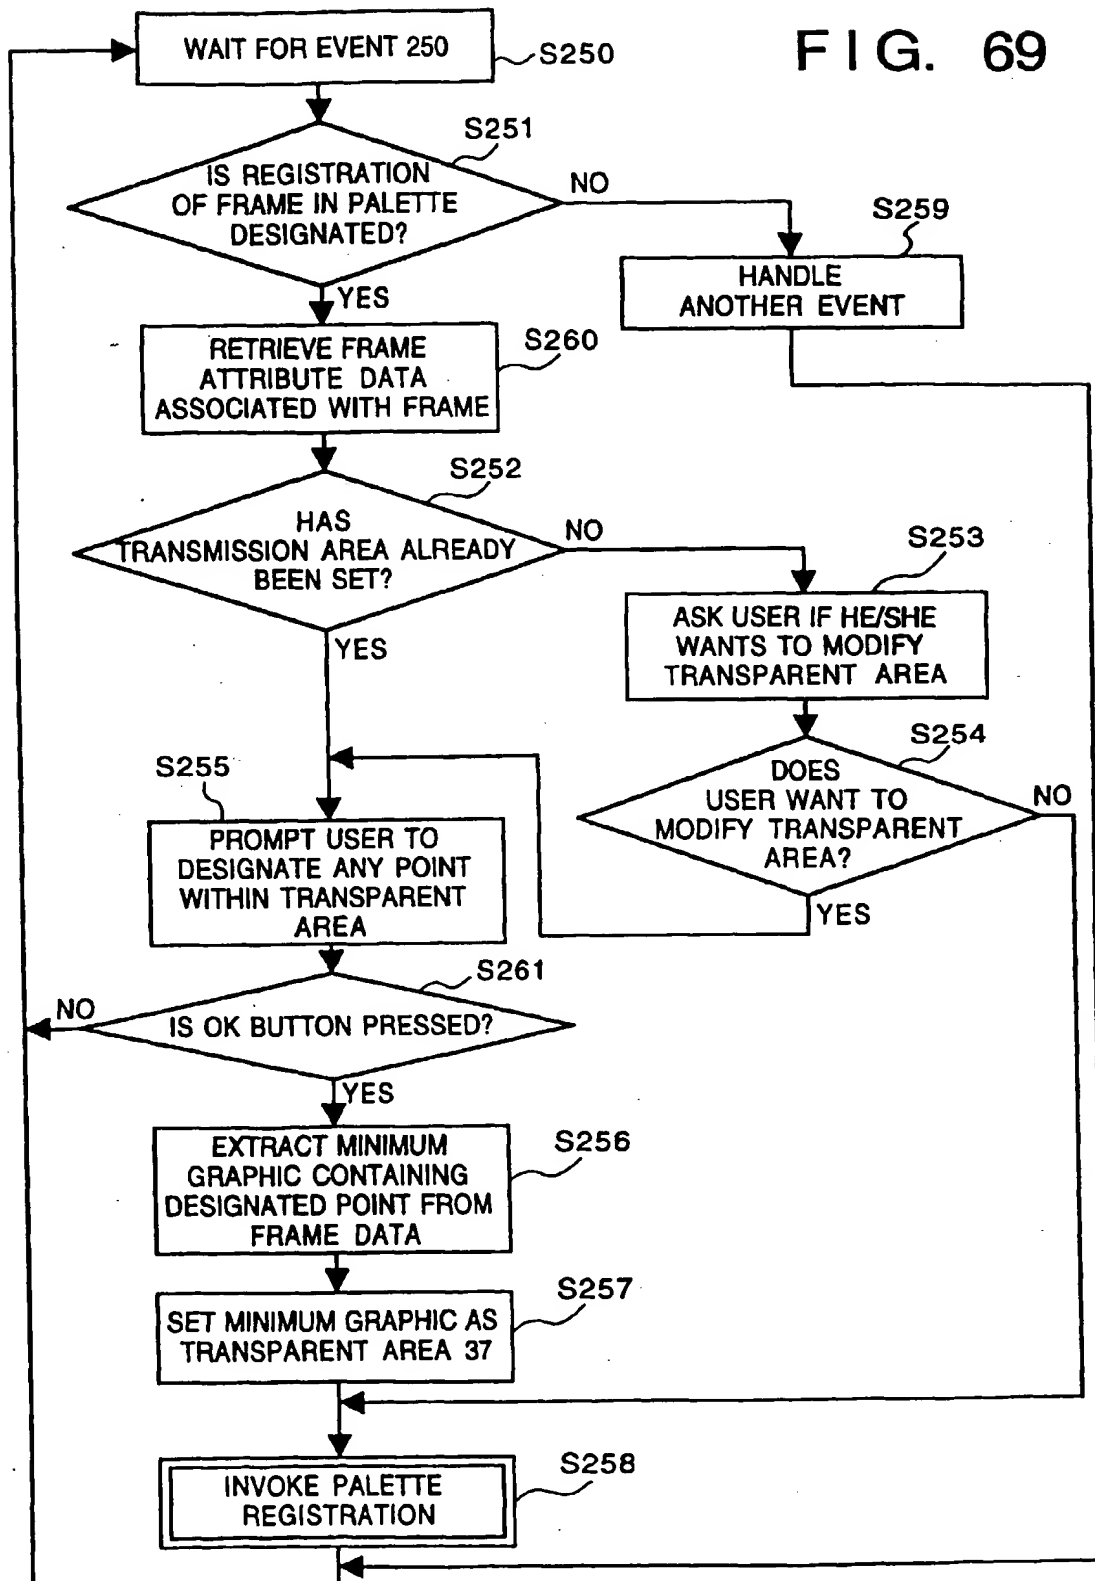 FIG. 69
WAIT FOR EVENT 250
S250
S251
IS REGISTRATION
OF FRAME IN PALETTE
DESIGNATED?
NO
YES
S259
HANDLE
ANOTHER EVENT
S260
RETRIEVE FRAME
ATTRIBUTE DATA
ASSOCIATED WITH FRAME
S252
HAS
TRANSMISSION AREA ALREADY
BEEN SET?
NO
YES
S253
ASK USER IF HE/SHE
WANTS TO MODIFY
TRANSPARENT AREA
S254
DOES
USER WANT TO
MODIFY TRANSPARENT
AREA?
NO
YES
S255
PROMPT USER TO
DESIGNATE ANY POINT
WITHIN TRANSPARENT
AREA
S261
NO
IS OK BUTTON PRESSED?
YES
S256
EXTRACT MINIMUM
GRAPHIC CONTAINING
DESIGNATED POINT FROM
FRAME DATA
S257
SET MINIMUM GRAPHIC AS
TRANSPARENT AREA 37
S258
INVOKE PALETTE
REGISTRATION